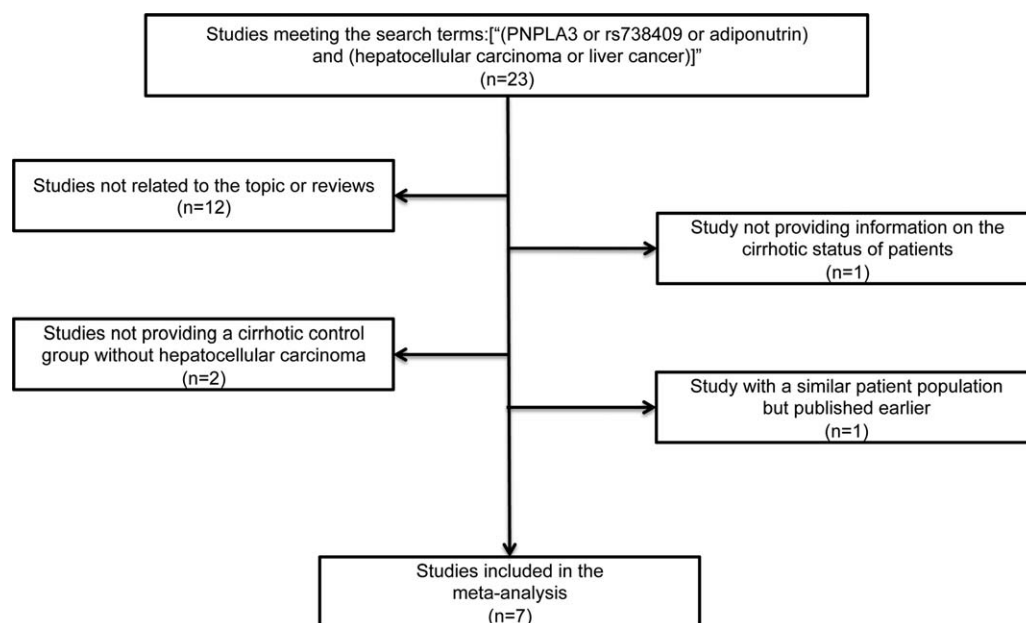 Studies meeting the search terms:[“(PNPLA3 or rs738409 or adiponutrin)
and (hepatocellular carcinoma or liver cancer)]”
(n=23)
Studies not related to the topic or reviews
(n=12)
Study not providing information on the
cirrhotic status of patients
(n=1)
Studies not providing a cirrhotic control
group without hepatocellular carcinoma
(n=2)
Study with a similar patient population
but published earlier
(n=1)
Studies included in the
meta-analysis
(n=7)